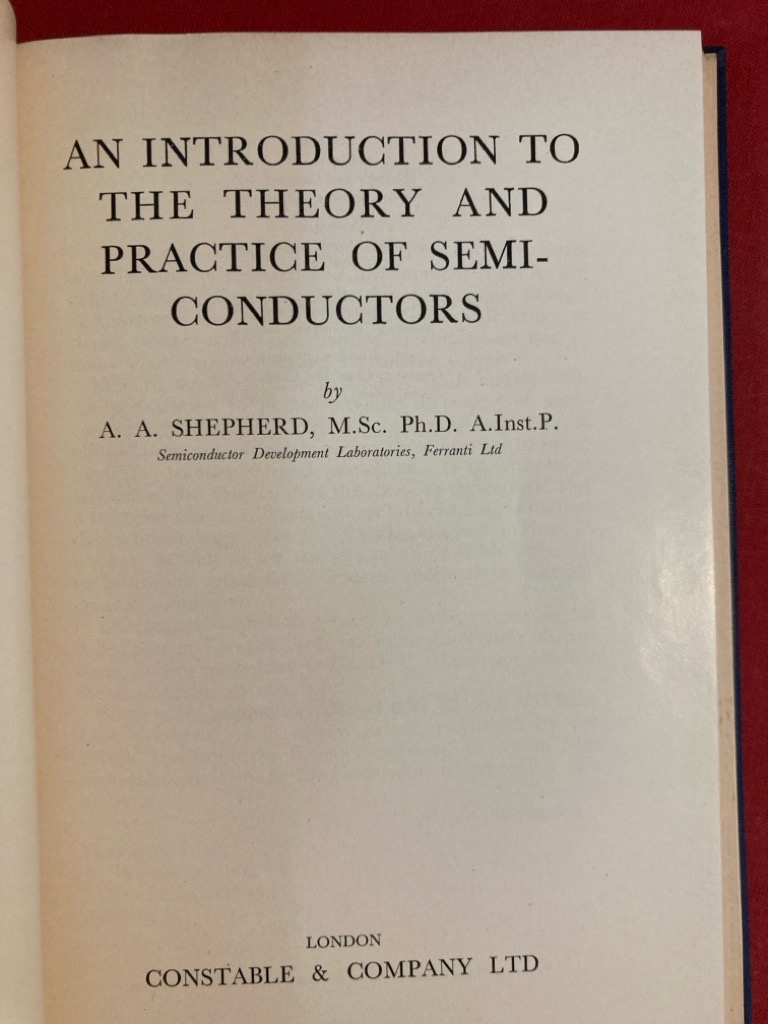 AN INTRODUCTION TO
THE THEORY AND
PRACTICE OF SEMI-
CONDUCTORS
by
A. A. SHEPHERD, M.Sc. Ph.D. A.Inst.P.
Semiconductor Development Laboratories, Ferranti Ltd
LONDON
CONSTABLE & COMPANY LTD